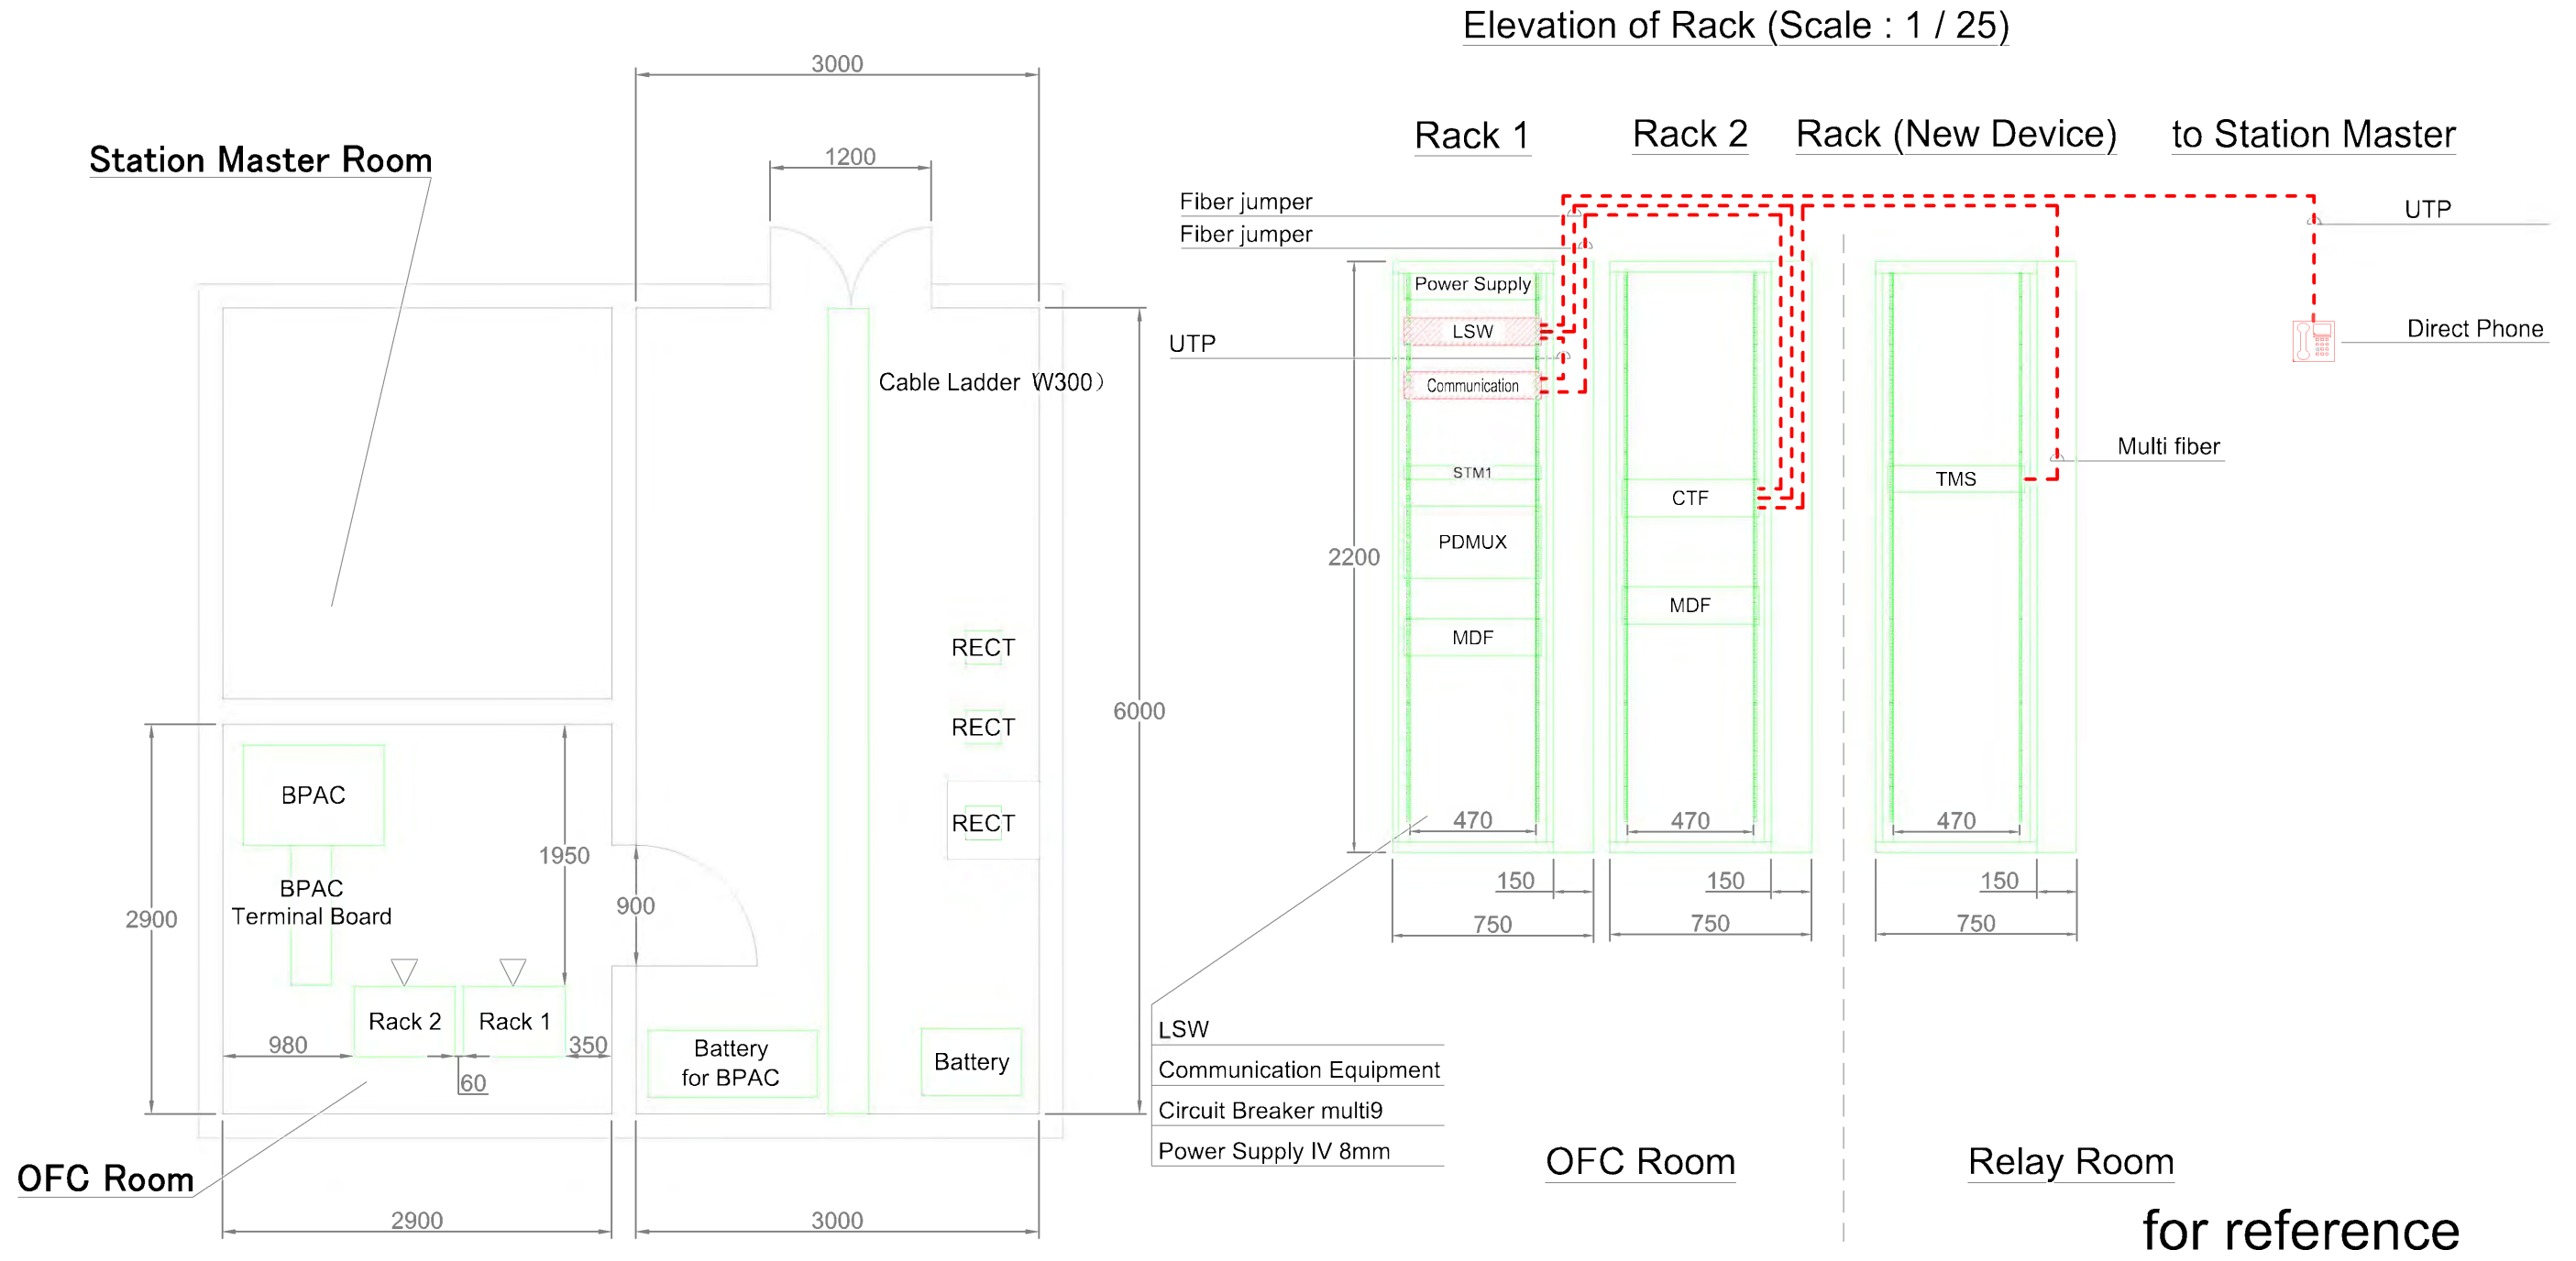 Elevation of Rack (Scale : 1 / 25)
3000
1200
Station Master Room
Cable Ladder W300）
RECT
RECT
RECT
6000
BPAC
BPAC
Terminal Board
1950
900
2900
Rack 2
Rack 1
980
350
60
Battery
for BPAC
Battery
OFC Room
2900
3000
Rack 1
Rack 2
Rack (New Device)
to Station Master
Fiber jumper
Fiber jumper
UTP
UTP
Direct Phone
Multi fiber
Power Supply
LSW
Communication
STM1
PDMUX
MDF
CTF
MDF
TMS
2200
470
470
470
150
150
150
750
750
750
LSW
Communication Equipment
Circuit Breaker multi9
Power Supply IV 8mm
OFC Room
Relay Room
for reference